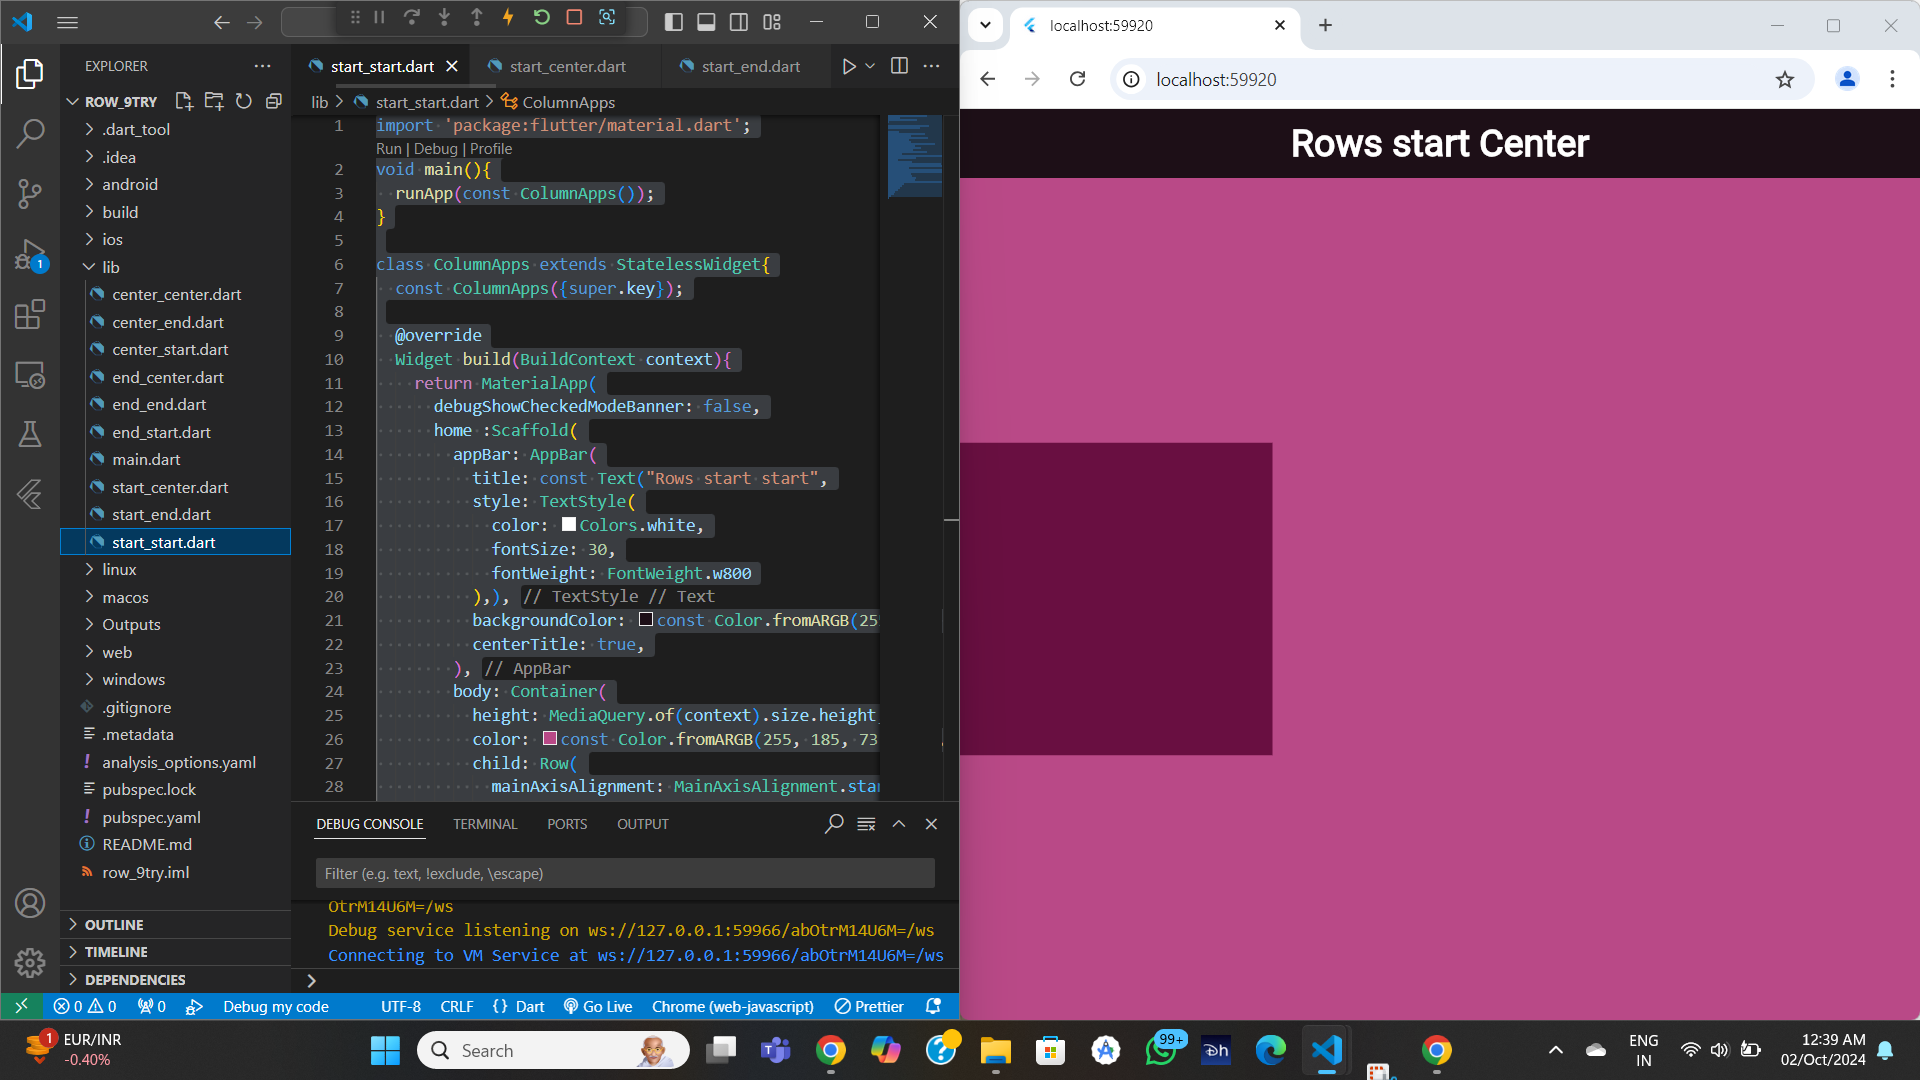 start_start.dart
start_center.dart
start_end.dart
EXPLORER
lib > start_start.dart > ColumnApps
ROW_9TRY
.dart_tool
.idea
android
build
ios
lib
center_center.dart
center_end.dart
center_start.dart
end_center.dart
end_end.dart
end_start.dart
main.dart
start_center.dart
start_end.dart
start_start.dart
linux
macos
Outputs
web
windows
.gitignore
.metadata
analysis_options.yaml
pubspec.lock
pubspec.yaml
README.md
row_9try.iml
OUTLINE
TIMELINE
DEPENDENCIES
1
1 import 'package:flutter/material.dart';
Run | Debug | Profile
2 void main(){
3 runApp(const ColumnApps());
4 }
5
6 class ColumnApps extends StatelessWidget{
7 const ColumnApps({super.key});
8
9 @override
10 Widget build(BuildContext context){
11 return MaterialApp(
12 debugShowCheckedModeBanner: false,
13 home :Scaffold(
14 appBar: AppBar(
15 title: const Text("Rows start start",
16 style: TextStyle(
17 color: Colors.white,
18 fontSize: 30,
19 fontWeight: FontWeight.w800
20 ),), // TextStyle // Text
21 backgroundColor: const Color.fromARGB(25
22 centerTitle: true,
23 ), // AppBar
24 body: Container(
25 height: MediaQuery.of(context).size.height
26 color: const Color.fromARGB(255, 185, 73
27 child: Row(
28 mainAxisAlignment: MainAxisAlignment.star
DEBUG CONSOLE TERMINAL PORTS OUTPUT
Filter (e.g. text, !exclude, \escape)
OtrM14U6M=/ws
Debug service listening on ws://127.0.0.1:59966/abOtrM14U6M=/ws
Connecting to VM Service at ws://127.0.0.1:59966/abOtrM14U6M=/ws
>
0 0 0 Debug my code UTF-8 CRLF {} Dart Go Live Chrome (web-javascript) Prettier
localhost:59920
localhost:59920
Rows start Center
1
EUR/INR
-0.40%
Search
99+
Dh
ENG
IN
12:39 AM
02/Oct/2024